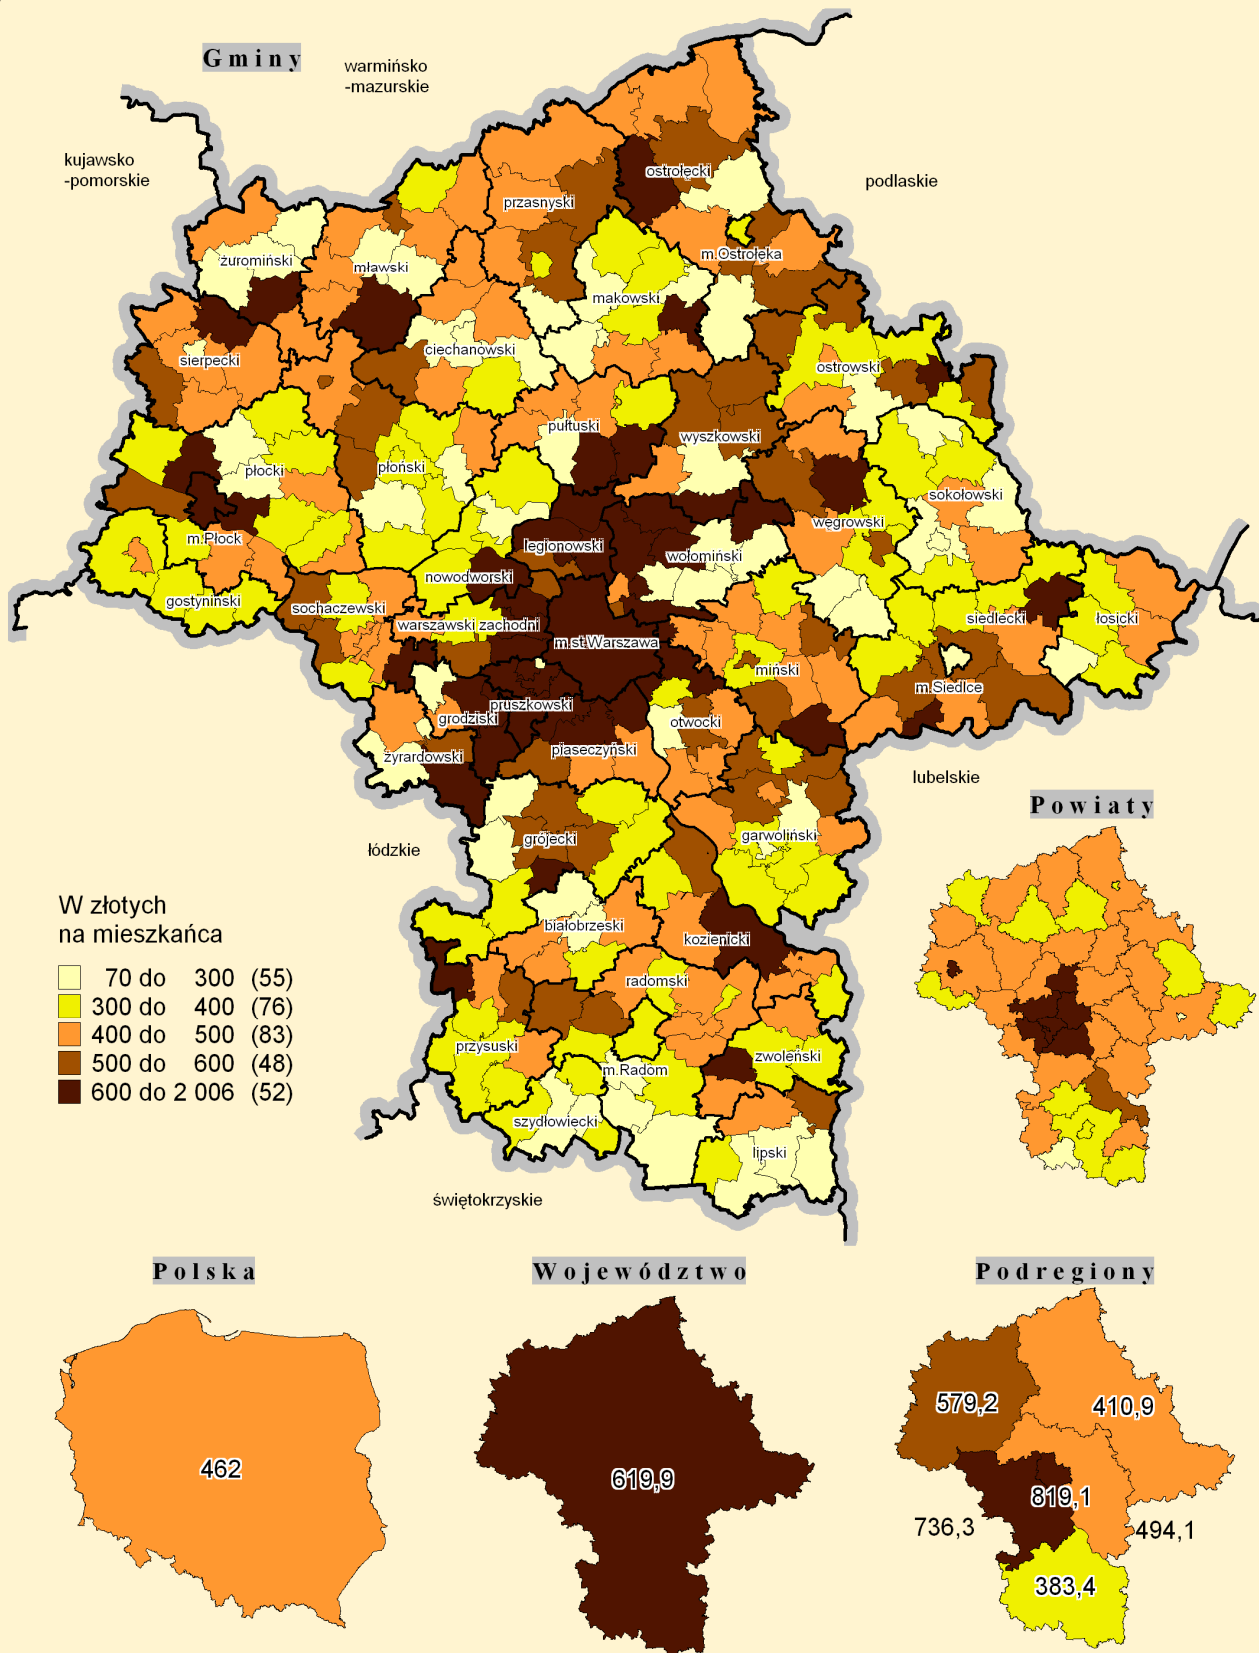 Gminy
warmińsko
-mazurskie
kujawsko
-pomorskie
podlaskie
ostrołęcki
przasnyski
żuromiński
mławski
m.Ostrołęka
makowski
ciechanowski
sierpecki
ostrowski
pułtuski
wyszkowski
płocki
płoński
sokołowski
węgrowski
m.Płock
legionowski
wołomiński
nowodworski
gostyniński
sochaczewski
warszawski zachodni
siedlecki
łosicki
m.st.Warszawa
miński
m.Siedlce
grodziski
pruszkowski
otwocki
piaseczyński
żyrardowski
lubelskie
Powiaty
garwoliński
grójecki
łódzkie
W złotych
na mieszkańca
70 do 300 (55)
300 do 400 (76)
400 do 500 (83)
500 do 600 (48)
600 do 2 006 (52)
białobrzeski
kozienicki
radomski
przysuski
zwoleński
m.Radom
szydłowiecki
lipski
świętokrzyskie
Polska
Województwo
Podregiony
462
619,9
579,2
410,9
819,1
736,3
494,1
383,4